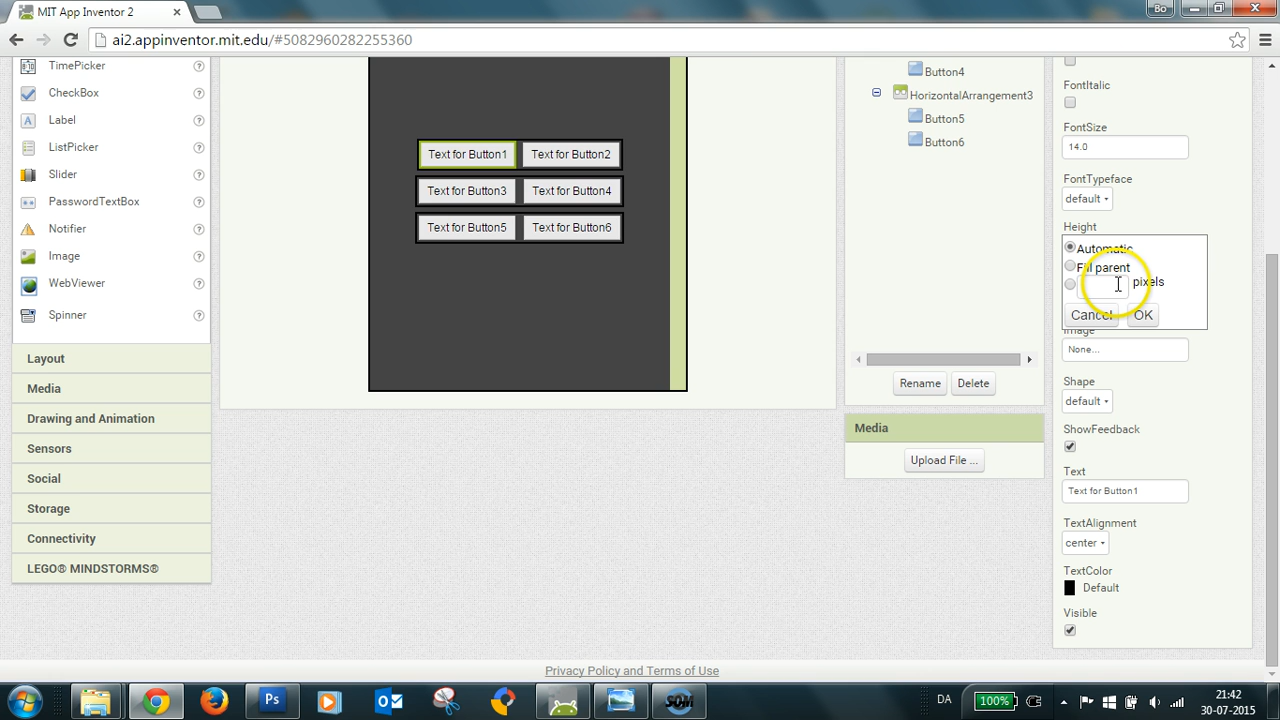 MIT App Inventor 2
Bo
ai2.appinventor.mit.edu/#5082960282255360
TimePicker
CheckBox
Label
ListPicker
Slider
PasswordTextBox
Notifier
Image
WebViewer
Spinner
Layout
Media
Drawing and Animation
Sensors
Social
Storage
Connectivity
LEGO® MINDSTORMS®
Text for Button1
Text for Button2
Text for Button3
Text for Button4
Text for Button5
Text for Button6
Button4
HorizontalArrangement3
Button5
Button6
Rename
Delete
Media
Upload File ...
FontItalic
FontSize
14.0
FontTypeface
default
Height
Automatic
Fill parent
pixels
Cancel
OK
Image
None...
Shape
default
ShowFeedback
Text
Text for Button1
TextAlignment
center
TextColor
Default
Visible
Privacy Policy and Terms of Use
Ps
SOM
DA
100%
21:42
30-07-2015